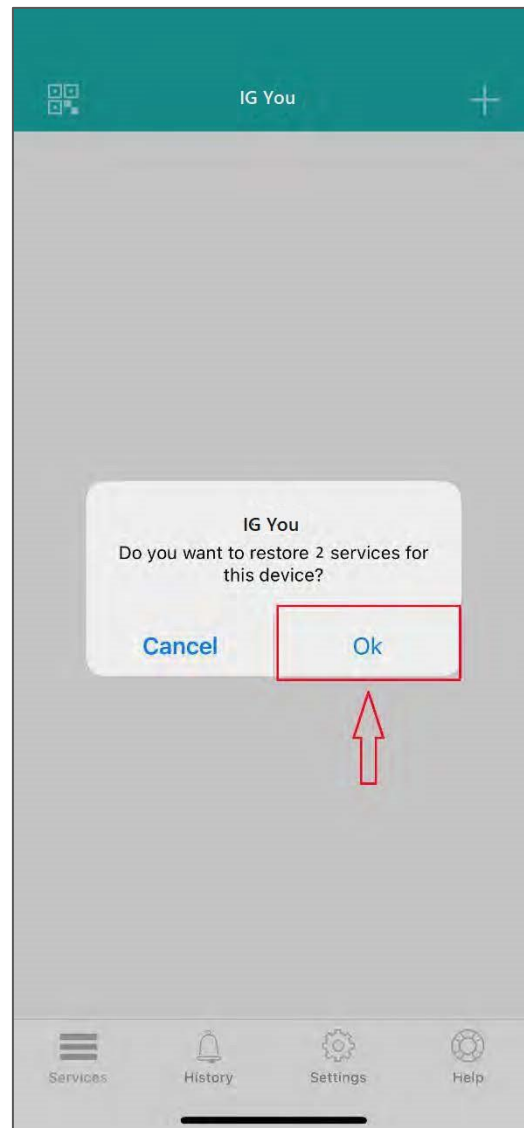 IG You
IG You
Do you want to restore 2 services for
this device?
Cancel Ok
Services History Settings Help